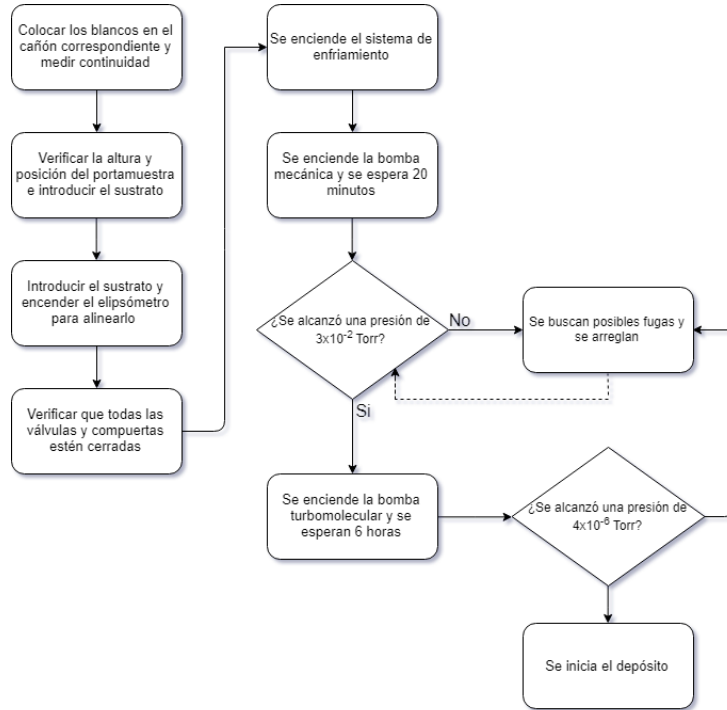 Colocar los blancos en el
cañón correspondiente y
medir continuidad
Verificar la altura y
posición del portamuestra
e introducir el sustrato
Introducir el sustrato y
encender el elipsómetro
para alinearlo
Verificar que todas las
válvulas y compuertas
estén cerradas
Se enciende el sistema de
enfriamiento
Se enciende la bomba
mecánica y se espera 20
minutos
¿Se alcanzó una presión de
3x10⁻² Torr?
No
Se buscan posibles fugas y
se arreglan
Si
Se enciende la bomba
turbomolecular y se
esperan 6 horas
¿Se alcanzó una presión de
4x10⁻⁶ Torr?
Se inicia el depósito